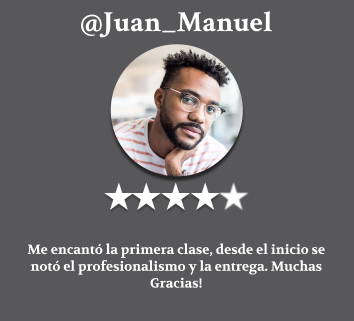 @Juan_Manuel
Me encantó la primera clase, desde el inicio se
notó el profesionalismo y la entrega. Muchas
Gracias!